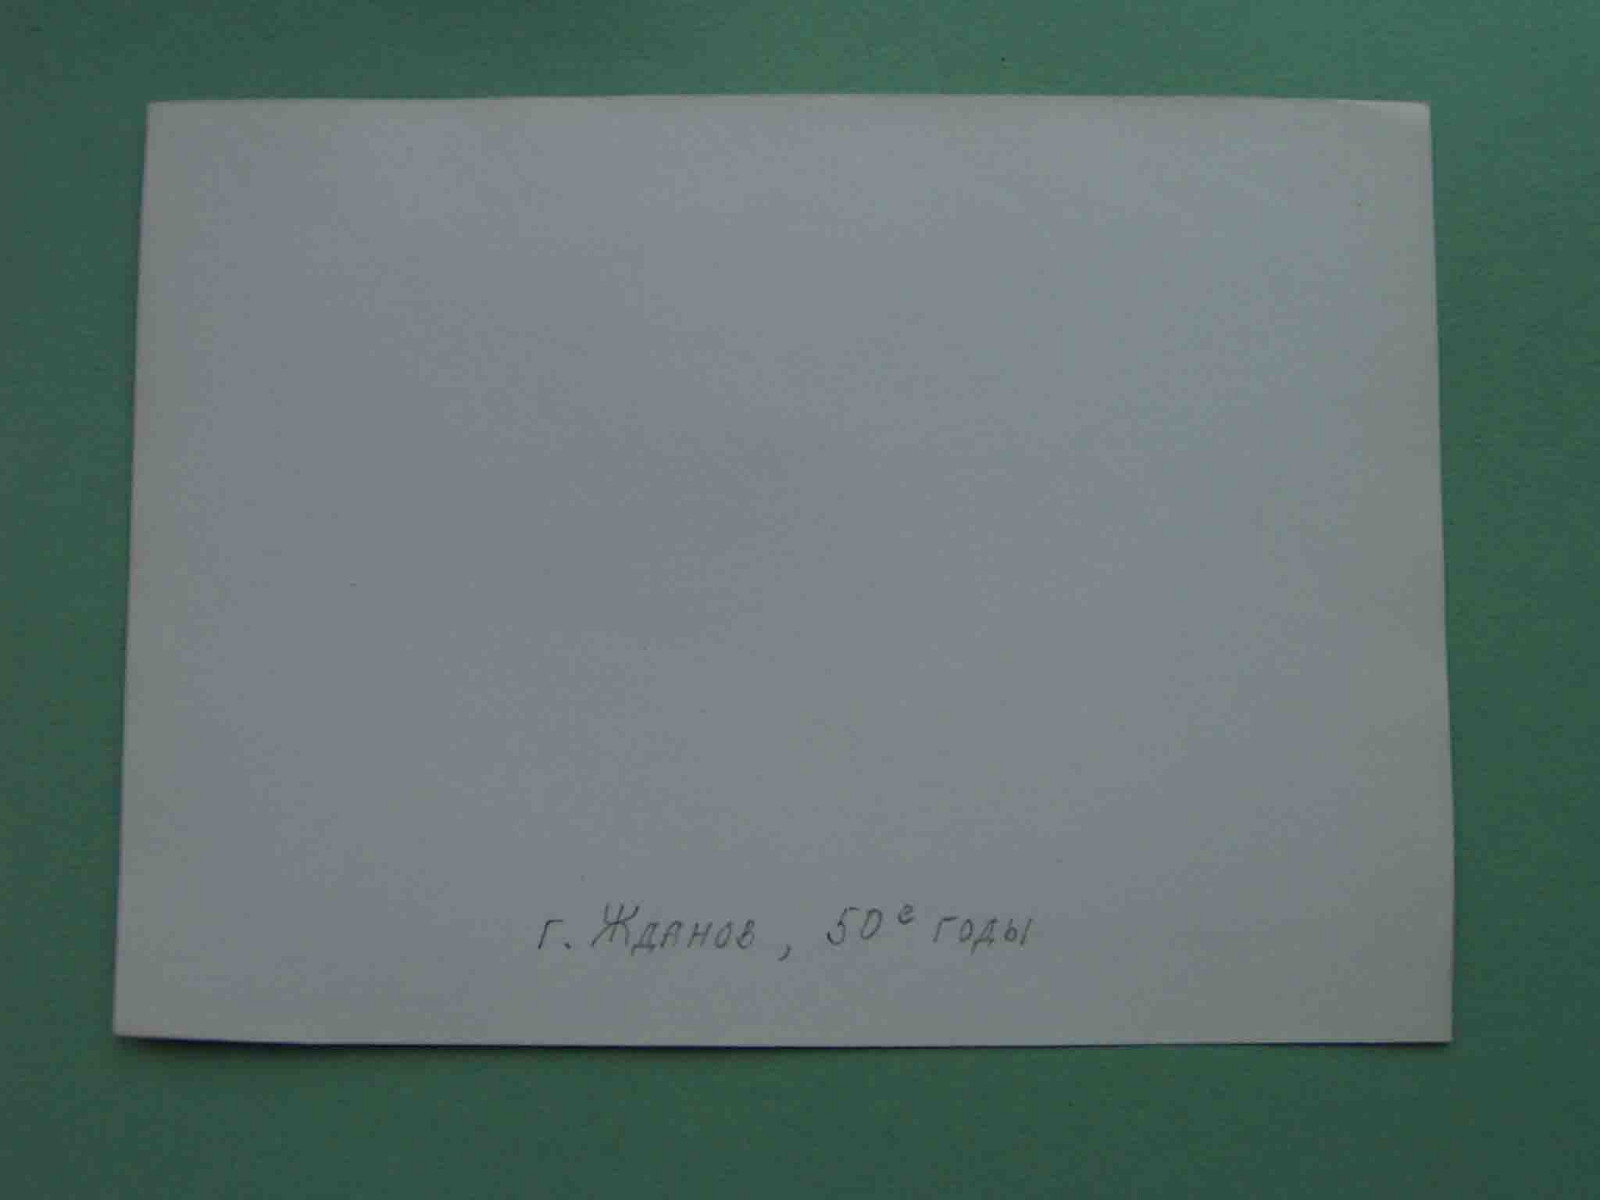 г. Жданов, 50е годы